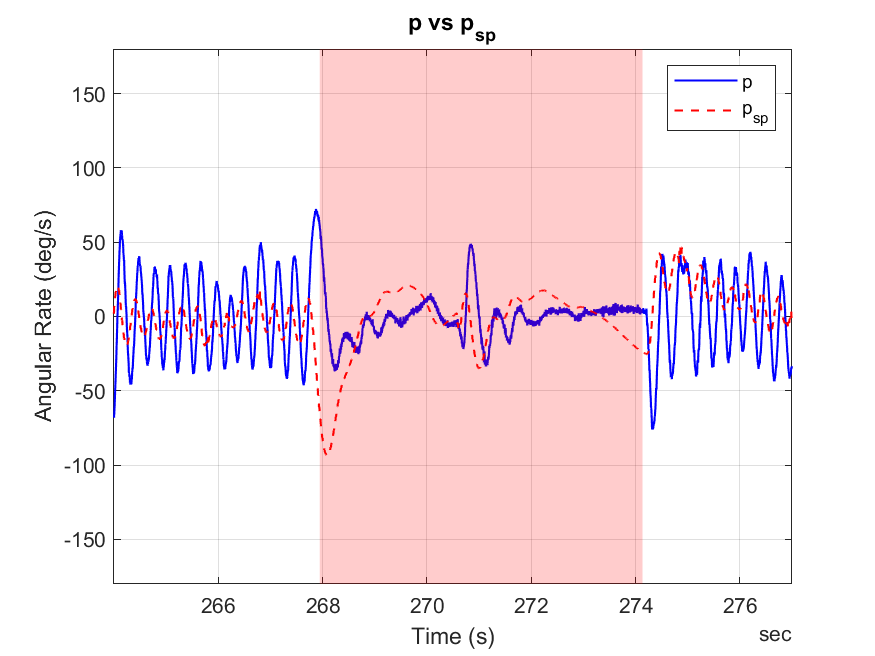 p vs p_sp
p
p_sp
Angular Rate (deg/s)
150
100
50
0
-50
-100
-150
266 268 270 272 274 276
Time (s)
sec